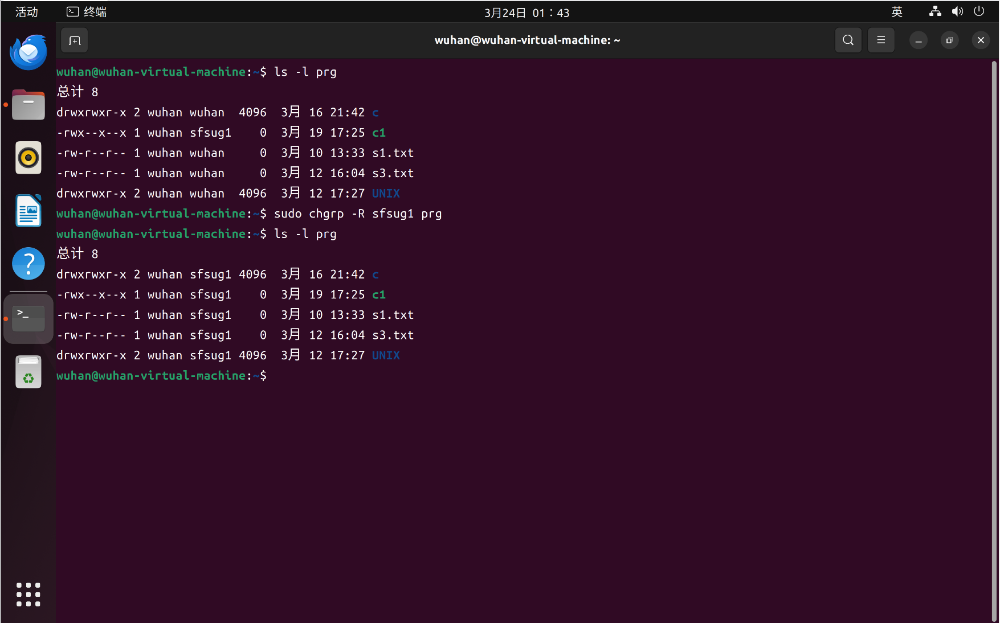 活动 终端 3月24日 01：43 英
wuhan@wuhan-virtual-machine: ~
wuhan@wuhan-virtual-machine:~$ ls -l prg
总计 8
drwxrwxr-x 2 wuhan wuhan  4096  3月 16 21:42 c
-rwx--x--x 1 wuhan sfsug1    0  3月 19 17:25 c1
-rw-r--r-- 1 wuhan wuhan     0  3月 10 13:33 s1.txt
-rw-r--r-- 1 wuhan wuhan     0  3月 12 16:04 s3.txt
drwxrwxr-x 2 wuhan wuhan  4096  3月 12 17:27 UNIX
wuhan@wuhan-virtual-machine:~$ sudo chgrp -R sfsug1 prg
wuhan@wuhan-virtual-machine:~$ ls -l prg
总计 8
drwxrwxr-x 2 wuhan sfsug1 4096  3月 16 21:42 c
-rwx--x--x 1 wuhan sfsug1    0  3月 19 17:25 c1
-rw-r--r-- 1 wuhan sfsug1    0  3月 10 13:33 s1.txt
-rw-r--r-- 1 wuhan sfsug1    0  3月 12 16:04 s3.txt
drwxrwxr-x 2 wuhan sfsug1 4096  3月 12 17:27 UNIX
wuhan@wuhan-virtual-machine:~$